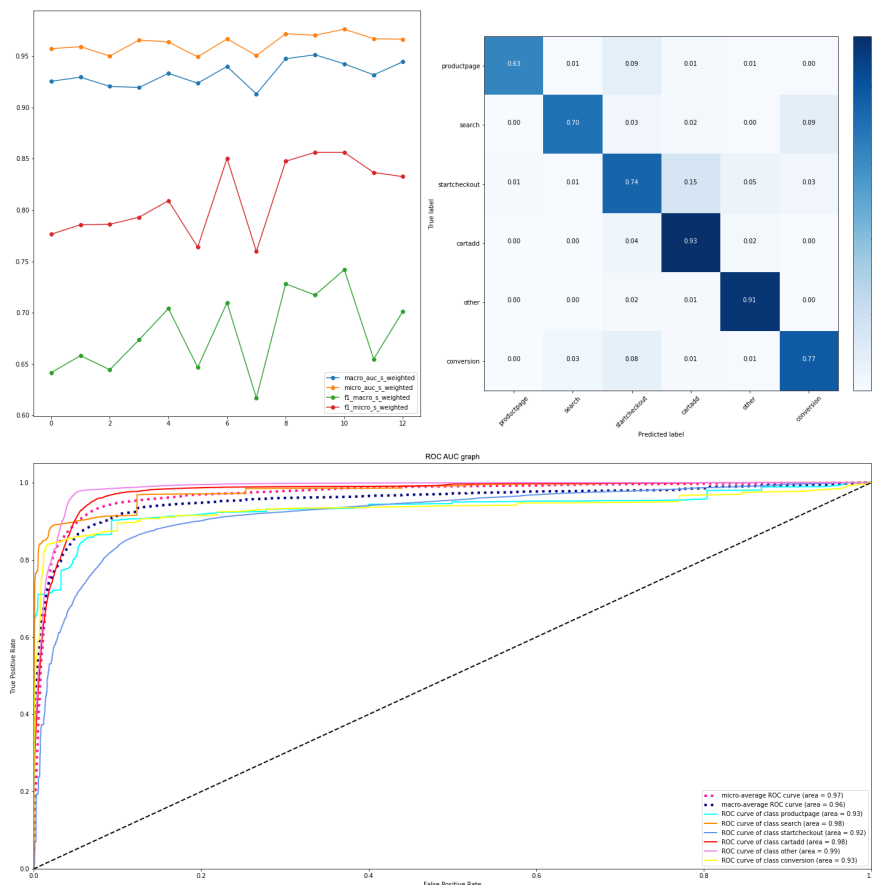 0.95
0.90
0.85
0.80
0.75
0.70
0.65
0.60
0 2 4 6 8 10 12
macro_auc_s_weighted
micro_auc_s_weighted
f1_macro_s_weighted
f1_micro_s_weighted
True label
productpage 0.63 0.01 0.09 0.01 0.01 0.00
search 0.00 0.70 0.03 0.02 0.00 0.09
startcheckout 0.01 0.01 0.74 0.15 0.05 0.03
cartadd 0.00 0.00 0.04 0.93 0.02 0.00
other 0.00 0.00 0.02 0.01 0.91 0.00
conversion 0.00 0.03 0.08 0.01 0.01 0.77
productpage search startcheckout cartadd other conversion
Predicted label
ROC AUC graph
True Positive Rate
1.0
0.8
0.6
0.4
0.2
0.0
micro-average ROC curve (area = 0.97)
macro-average ROC curve (area = 0.96)
ROC curve of class productpage (area = 0.93)
ROC curve of class search (area = 0.98)
ROC curve of class startcheckout (area = 0.92)
ROC curve of class cartadd (area = 0.98)
ROC curve of class other (area = 0.99)
ROC curve of class conversion (area = 0.93)
0.0 0.2 0.4 0.6 0.8 1.
False Positive Rate